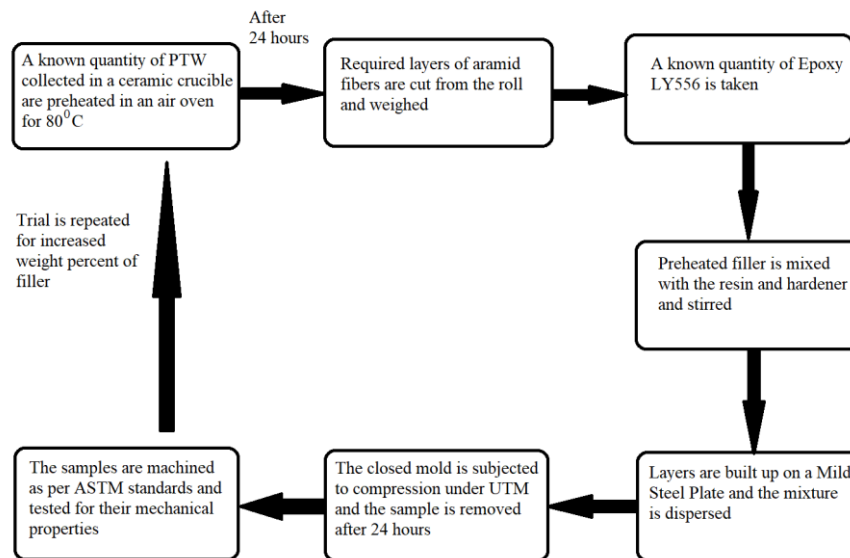 A known quantity of PTW
collected in a ceramic crucible
are preheated in an air oven
for 80⁰C
After
24 hours
Required layers of aramid
fibers are cut from the roll
and weighed
A known quantity of Epoxy
LY556 is taken
Preheated filler is mixed
with the resin and hardener
and stirred
Layers are built up on a Mild
Steel Plate and the mixture
is dispersed
The closed mold is subjected
to compression under UTM
and the sample is removed
after 24 hours
The samples are machined
as per ASTM standards and
tested for their mechanical
properties
Trial is repeated
for increased
weight percent of
filler